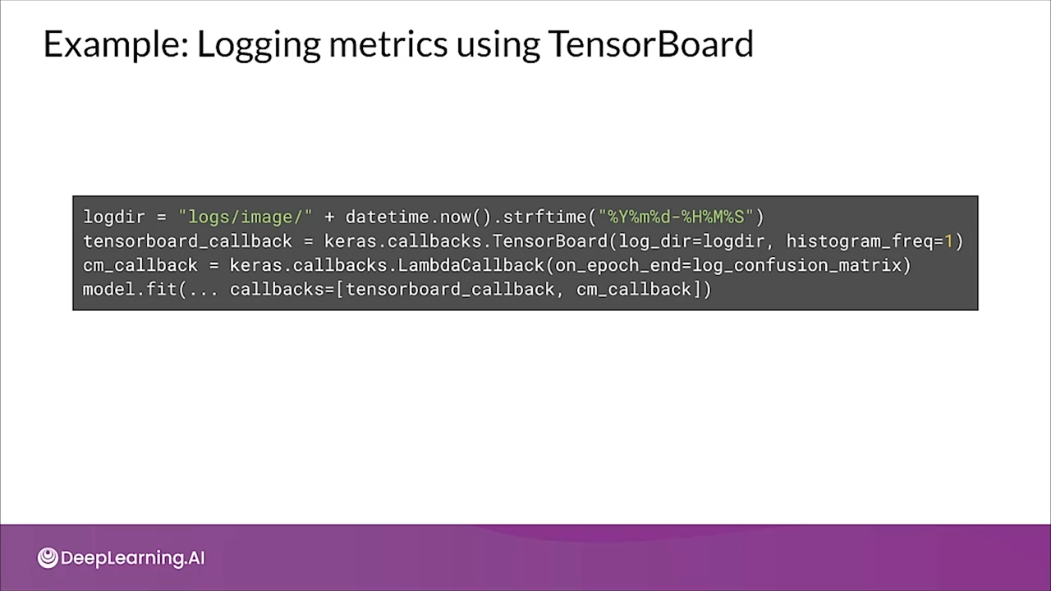 Example: Logging metrics using TensorBoard
logdir = "logs/image/" + datetime.now().strftime("%Y%m%d-%H%M%S")
tensorboard_callback = keras.callbacks.TensorBoard(log_dir=logdir, histogram_freq=1)
cm_callback = keras.callbacks.LambdaCallback(on_epoch_end=log_confusion_matrix)
model.fit(... callbacks=[tensorboard_callback, cm_callback])
DeepLearning.AI